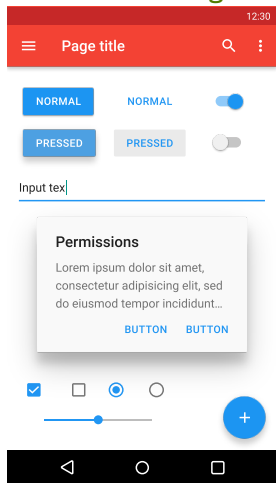 12:30
Page title
NORMAL NORMAL
PRESSED PRESSED
Input tex
Permissions
Lorem ipsum dolor sit amet,
consectetur adipisicing elit, sed
do eiusmod tempor incididunt...
BUTTON BUTTON